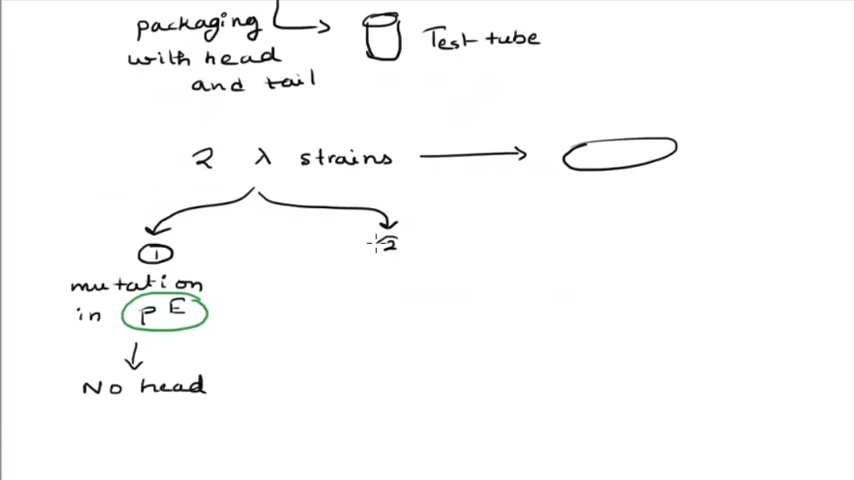 packaging
with head
and tail
Test tube
2 λ strains
1
2
mutation
in PE
No head